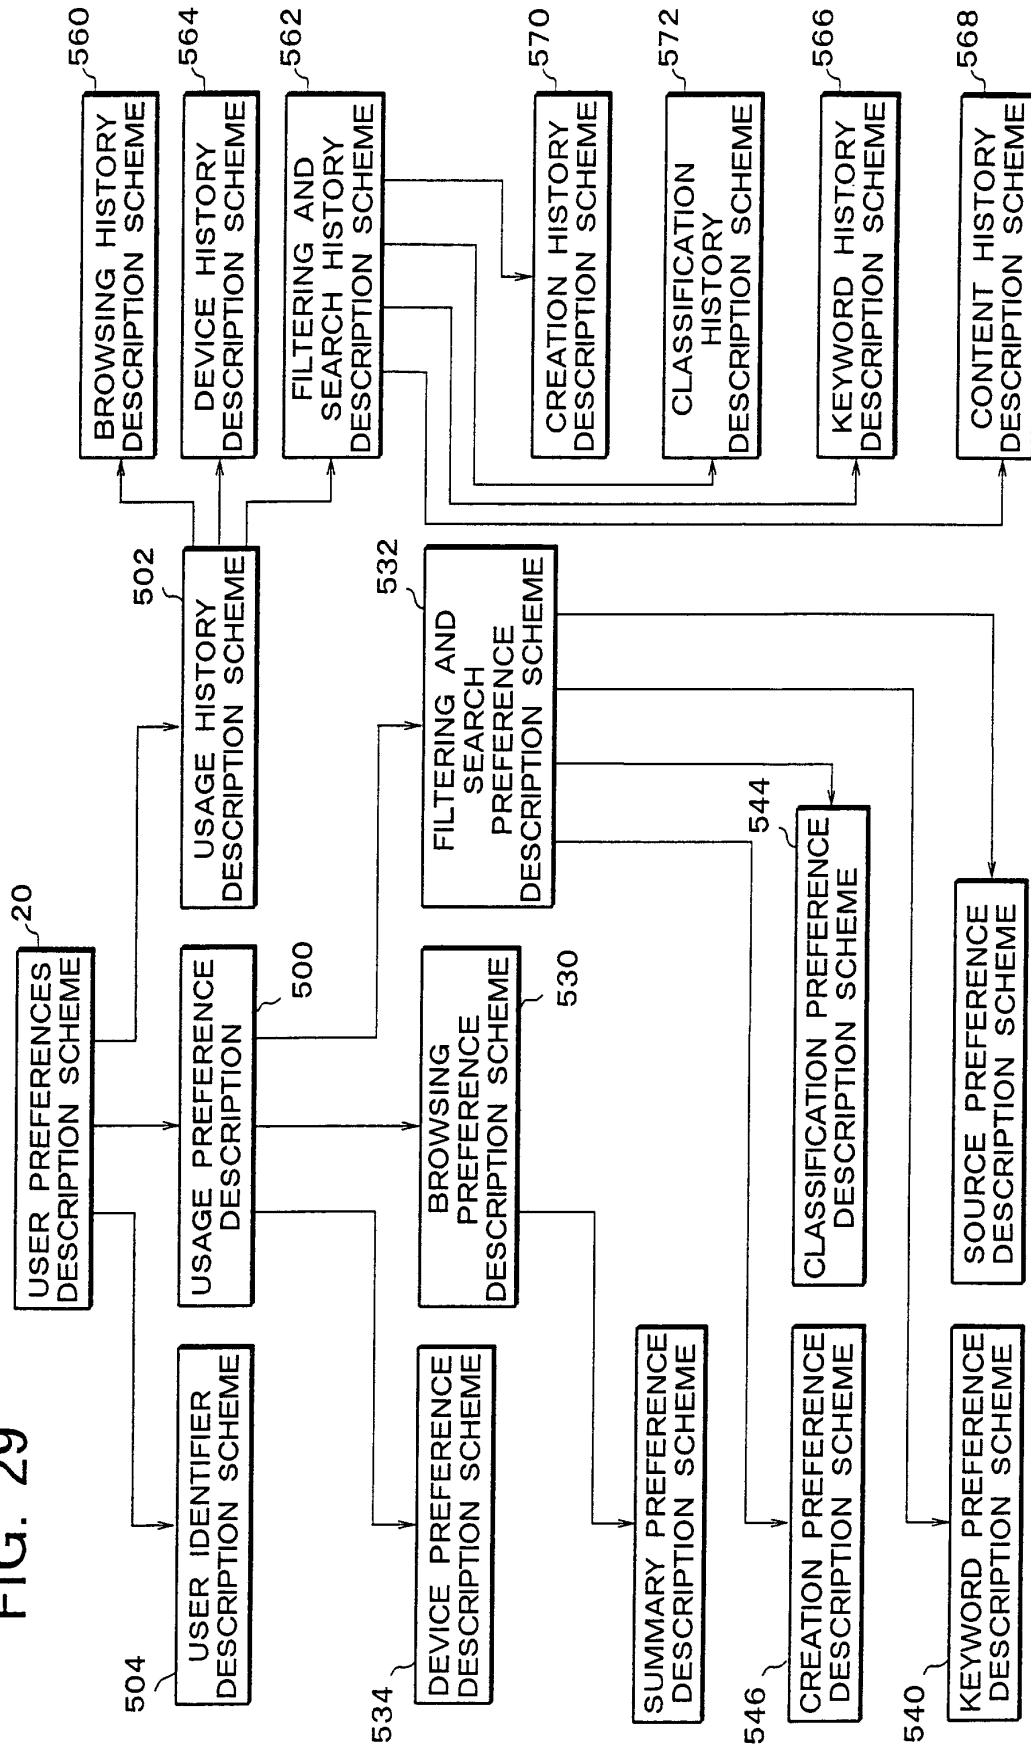 FIG. 29
20
USER PREFERENCES
DESCRIPTION SCHEME
504
USER IDENTIFIER
DESCRIPTION SCHEME
USAGE PREFERENCE
DESCRIPTION
500
502
USAGE HISTORY
DESCRIPTION SCHEME
560
BROWSING HISTORY
DESCRIPTION SCHEME
564
DEVICE HISTORY
DESCRIPTION SCHEME
562
FILTERING AND
SEARCH HISTORY
DESCRIPTION SCHEME
534
DEVICE PREFERENCE
DESCRIPTION SCHEME
BROWSING
PREFERENCE
DESCRIPTION SCHEME
530
532
FILTERING AND
SEARCH
PREFERENCE
DESCRIPTION SCHEME
570
CREATION HISTORY
DESCRIPTION SCHEME
SUMMARY PREFERENCE
DESCRIPTION SCHEME
572
CLASSIFICATION
HISTORY
DESCRIPTION SCHEME
546
CREATION PREFERENCE
DESCRIPTION SCHEME
544
CLASSIFICATION PREFERENCE
DESCRIPTION SCHEME
566
KEYWORD HISTORY
DESCRIPTION SCHEME
540
KEYWORD PREFERENCE
DESCRIPTION SCHEME
SOURCE PREFERENCE
DESCRIPTION SCHEME
568
CONTENT HISTORY
DESCRIPTION SCHEME